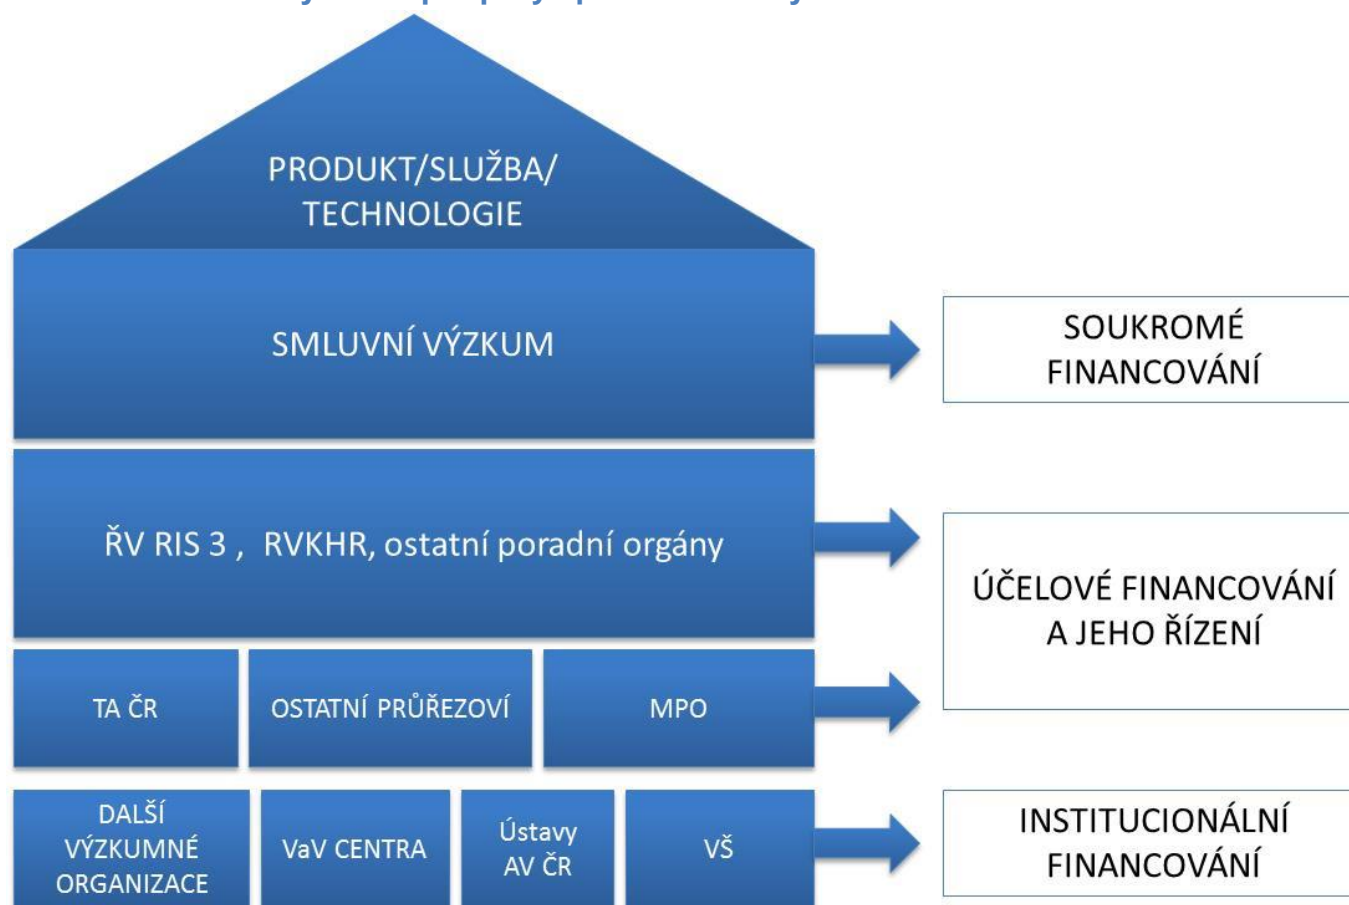 PRODUKT/SLUŽBA/
TECHNOLOGIE
SMLUVNÍ VÝZKUM
SOUKROMÉ
FINANCOVÁNÍ
ŘV RIS 3 , RVKHR, ostatní poradní orgány
ÚČELOVÉ FINANCOVÁNÍ
A JEHO ŘÍZENÍ
TA ČR
OSTATNÍ PRŮŘEZOVÍ
MPO
DALŠÍ
VÝZKUMNÉ
ORGANIZACE
VaV CENTRA
Ústavy
AV ČR
VŠ
INSTITUCIONÁLNÍ
FINANCOVÁNÍ